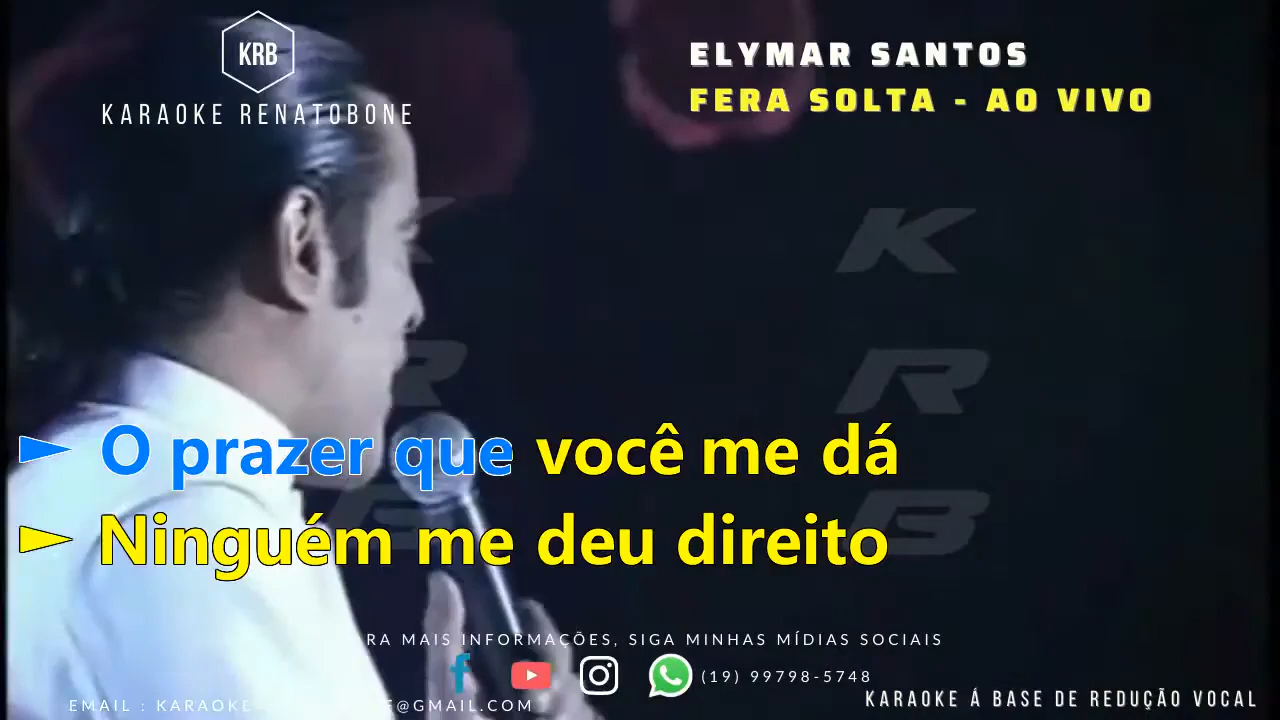 KRB
KARAOKE RENATOBONE
ELYMAR SANTOS
FERA SOLTA - AO VIVO
K K
R R
B B
O prazer que você me dá
Ninguém me deu direito
MAIS INFORMAÇÕES, SIGA MINHAS MÍDIAS SOCIAIS
(19) 99798-5748
EMAIL : KARAOKE @GMAIL.COM
KARAOKE Á BASE DE REDUÇÃO VOCAL